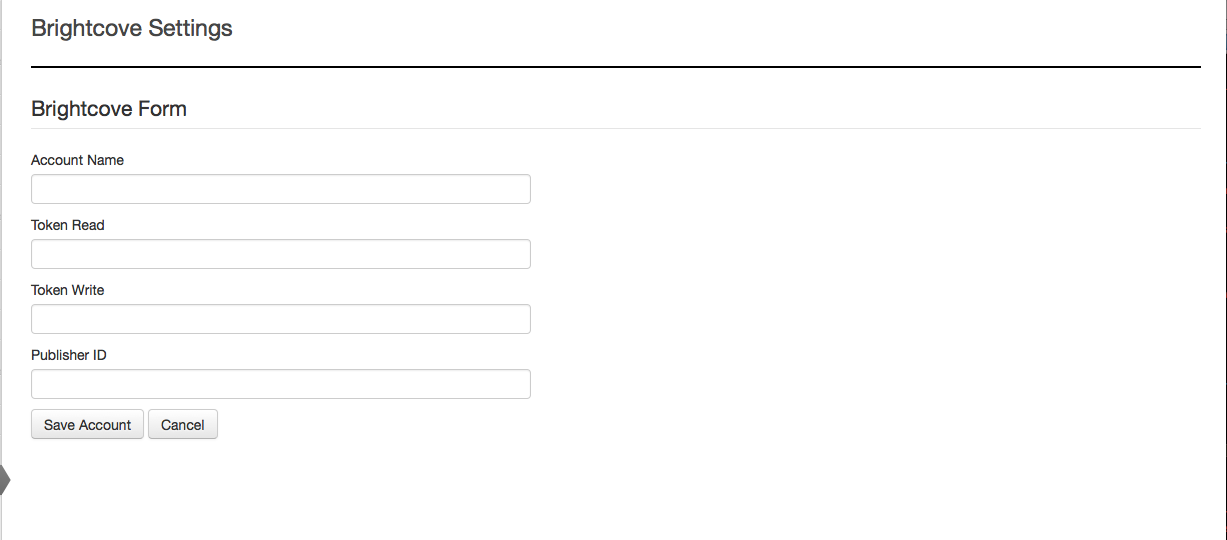 Brightcove Settings
Brightcove Form
Account Name
Token Read
Token Write
Publisher ID
Save Account Cancel